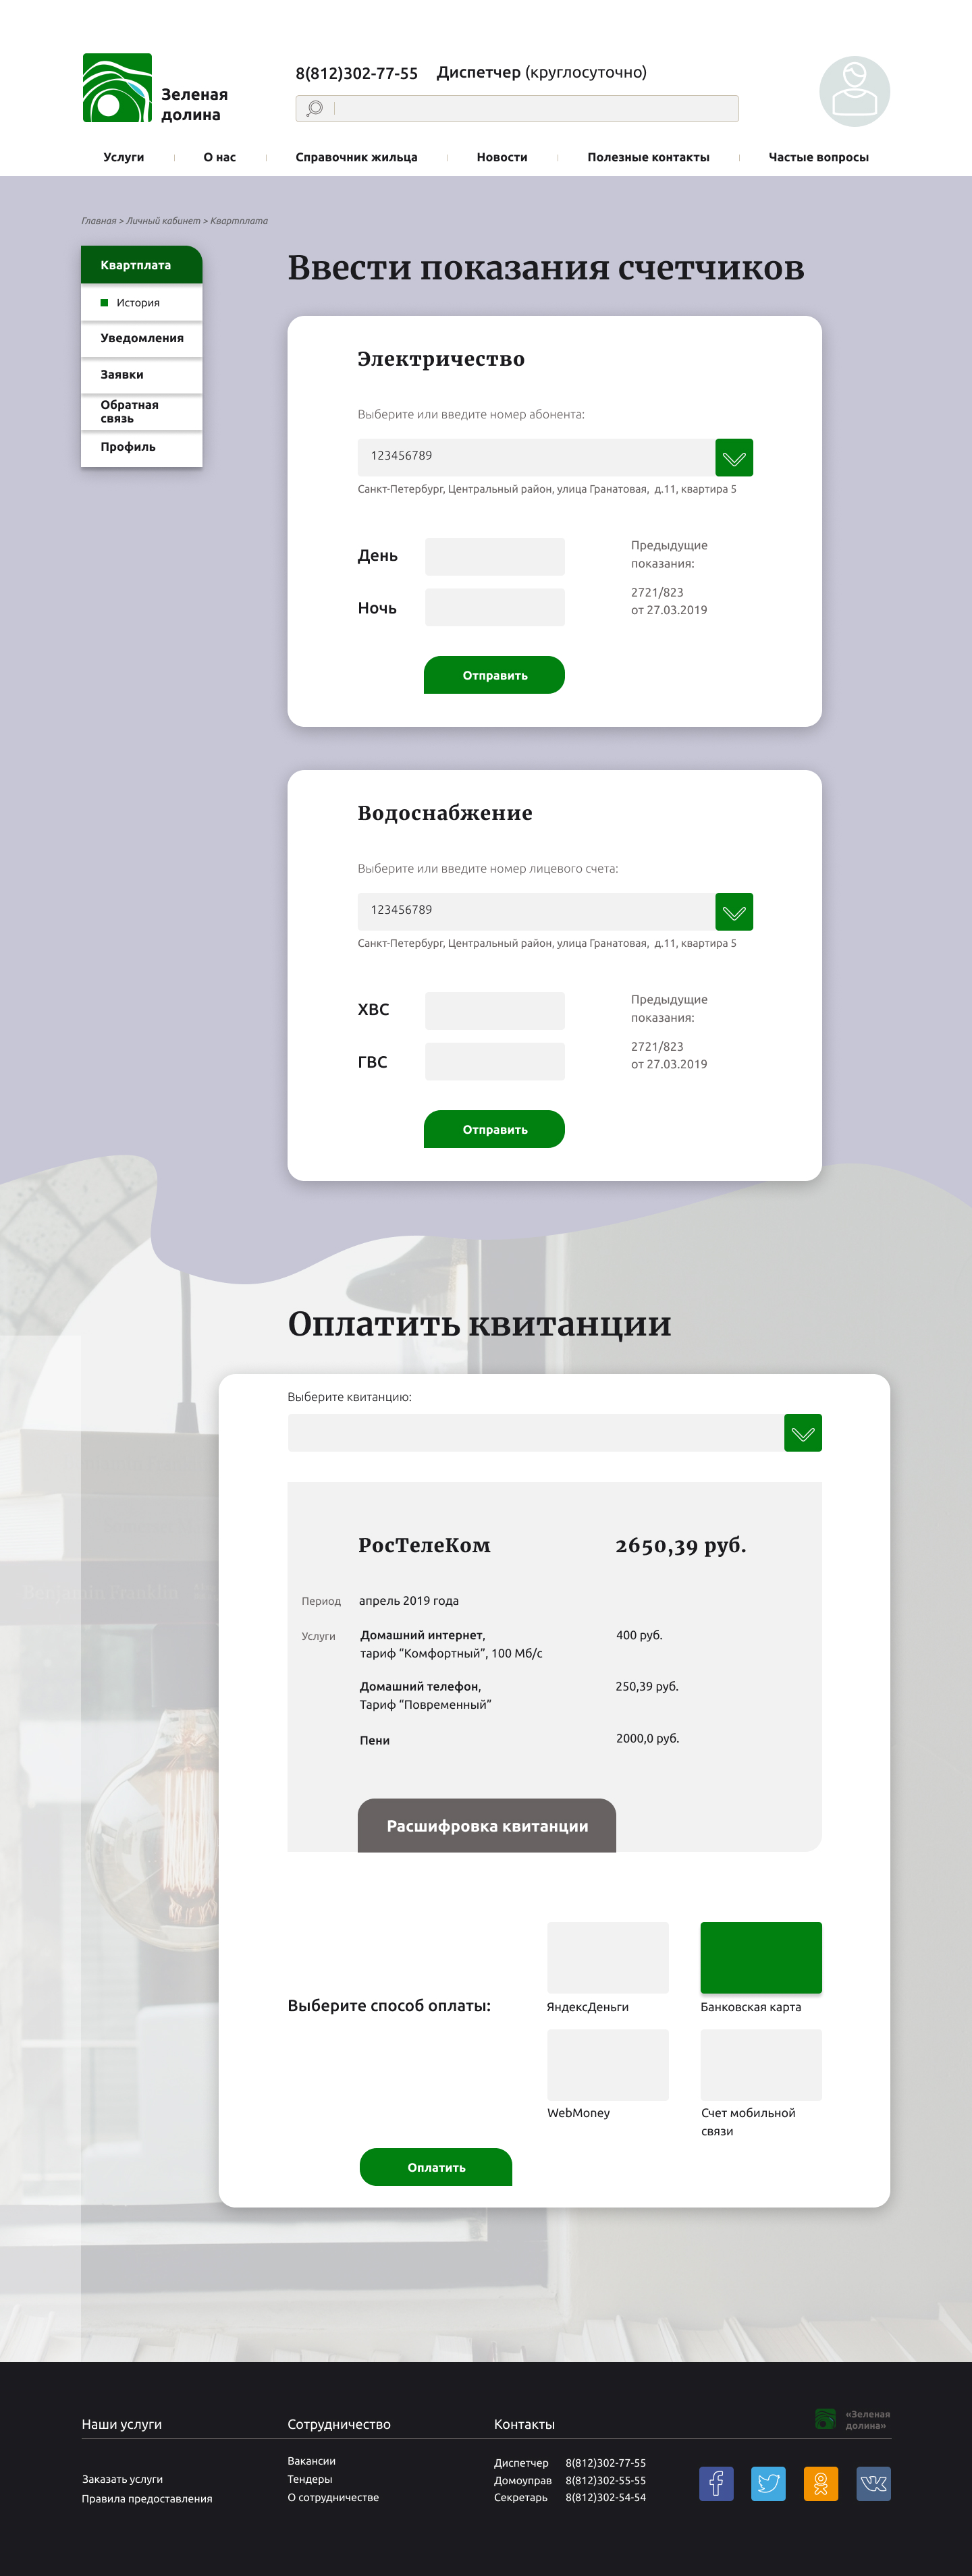 Зеленая
долина
8(812)302-77-55 Диспетчер (круглосуточно)
Услуги О нас Справочник жильца Новости Полезные контакты Частые вопросы
Главная > Личный кабинет > Квартплата
Квартплата
История
Уведомления
Заявки
Обратная
связь
Профиль
Ввести показания счетчиков
Электричество
Выберите или введите номер абонента:
123456789
Санкт-Петербург, Центральный район, улица Гранатовая, д.11, квартира 5
День
Ночь
Предыдущие
показания:
2721/823
от 27.03.2019
Отправить
Водоснабжение
Выберите или введите номер лицевого счета:
123456789
Санкт-Петербург, Центральный район, улица Гранатовая, д.11, квартира 5
ХВС
ГВС
Предыдущие
показания:
2721/823
от 27.03.2019
Отправить
Оплатить квитанции
Выберите квитанцию:
РосТелеКом 2650,39 руб.
Период апрель 2019 года
Услуги Домашний интернет, 400 руб.
тариф “Комфортный”, 100 Мб/с
Домашний телефон, 250,39 руб.
Тариф “Повременный”
Пени 2000,0 руб.
Расшифровка квитанции
Выберите способ оплаты:
ЯндексДеньги Банковская карта
WebMoney Счет мобильной
связи
Оплатить
Benjamin Franklin
Наши услуги
Заказать услуги
Правила предоставления
Сотрудничество
Вакансии
Тендеры
О сотрудничестве
Контакты
Диспетчер 8(812)302-77-55
Домоуправ 8(812)302-55-55
Секретарь 8(812)302-54-54
«Зеленая
долина»